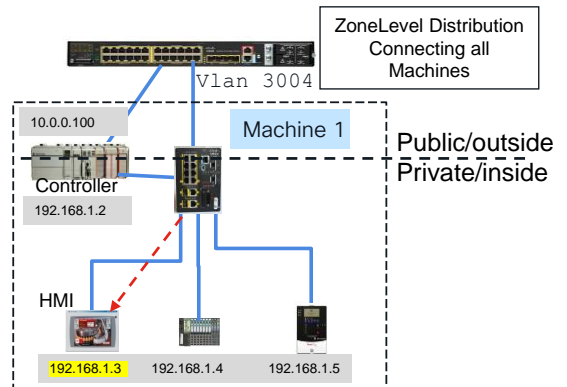 ZoneLevel Distribution
Connecting all
Machines
Vlan 3004
10.0.0.100
Machine 1
Public/outside
Private/inside
Controller
192.168.1.2
HMI
192.168.1.3
192.168.1.4
192.168.1.5